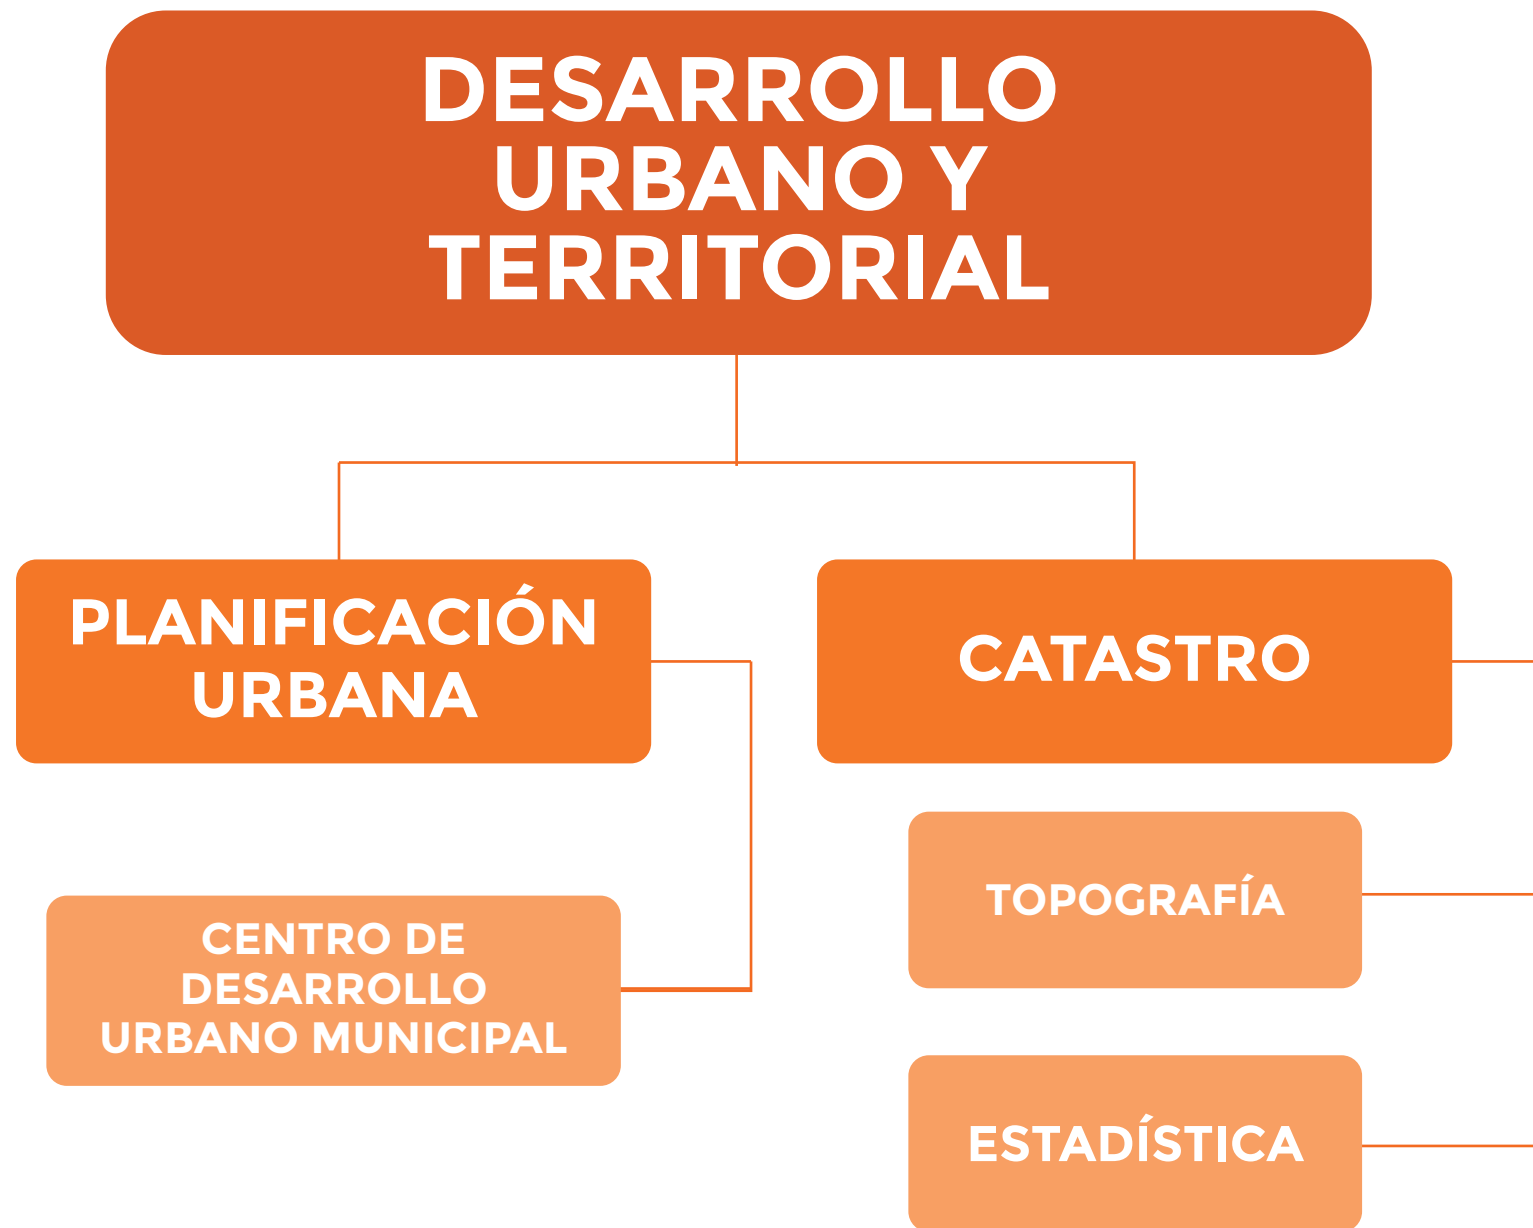 DESARROLLO
URBANO Y
TERRITORIAL
PLANIFICACIÓN
URBANA
CATASTRO
CENTRO DE
DESARROLLO
URBANO MUNICIPAL
TOPOGRAFÍA
ESTADÍSTICA